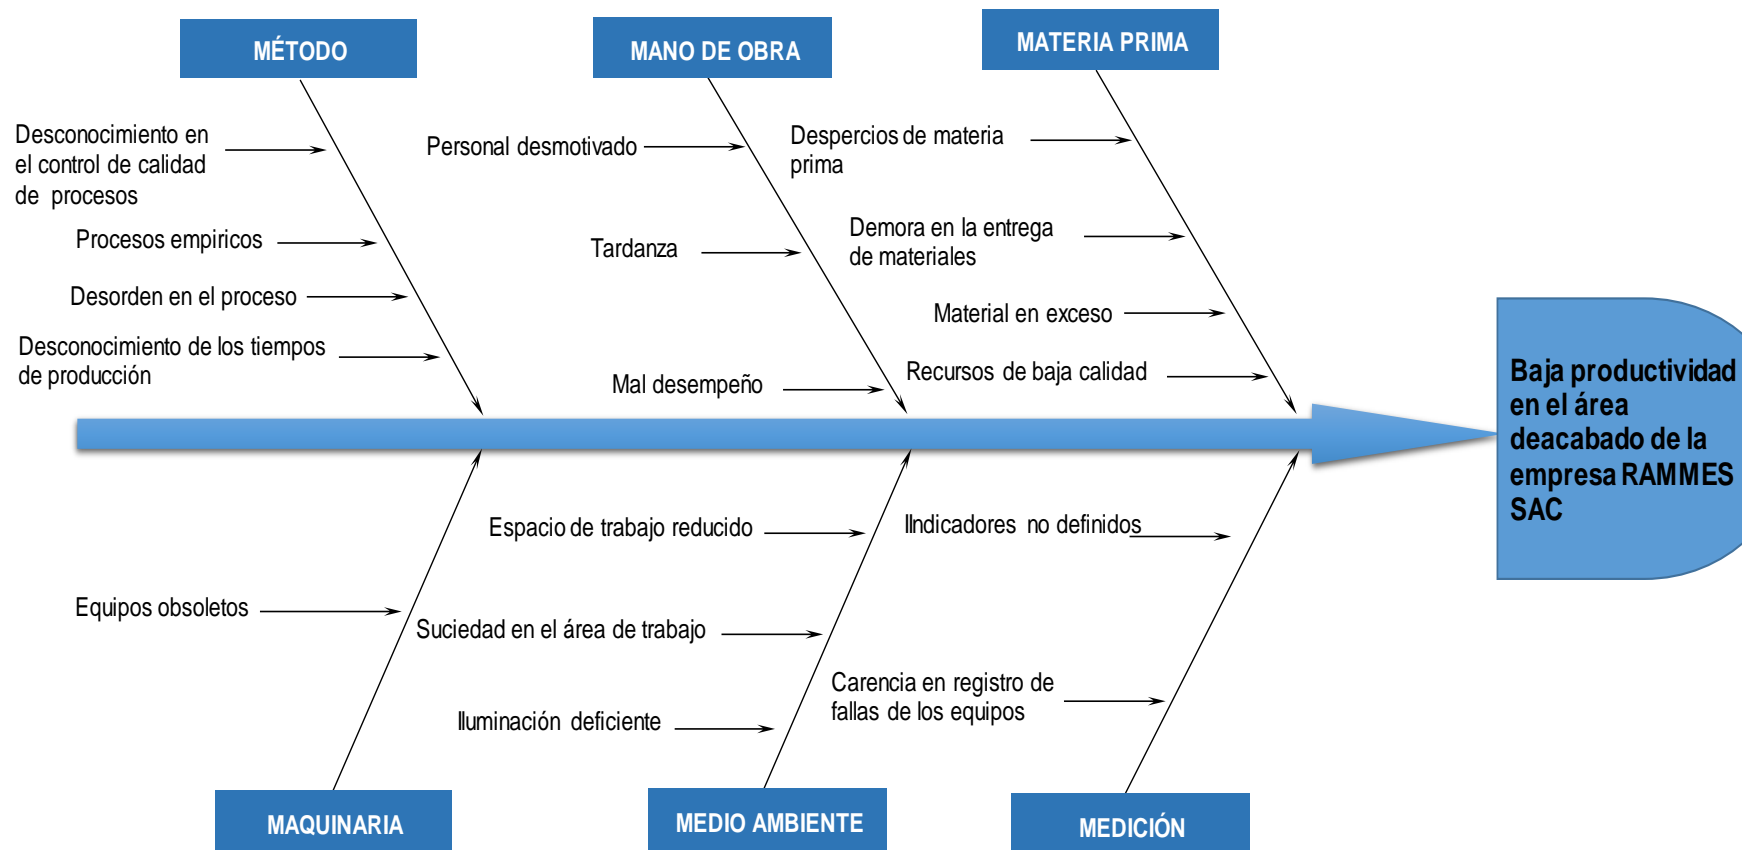 MÉTODO
MANO DE OBRA
MATERIA PRIMA
Desconocimiento en
el control de calidad
de procesos
Personal desmotivado
Despercios de materia
prima
Procesos empiricos
Tardanza
Demora en la entrega
de materiales
Desorden en el proceso
Material en exceso
Desconocimiento de los tiempos
de producción
Mal desempeño
Recursos de baja calidad
Baja productividad
en el área
deacabado de la
empresa RAMMES
SAC
Espacio de trabajo reducido
IIndicadores no definidos
Equipos obsoletos
Suciedad en el área de trabajo
Carencia en registro de
fallas de los equipos
Iluminación deficiente
MAQUINARIA
MEDIO AMBIENTE
MEDICIÓN